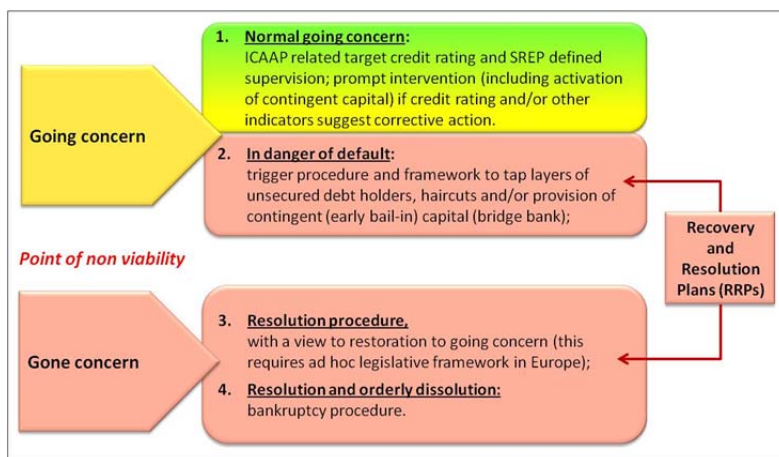 1. Normal going concern:
ICAAP related target credit rating and SREP defined
supervision; prompt intervention (including activation
of contingent capital) if credit rating and/or other
indicators suggest corrective action.
Going concern
2. In danger of default:
trigger procedure and framework to tap layers of
unsecured debt holders, haircuts and/or provision of
contingent (early bail-in) capital (bridge bank);
Recovery
and
Resolution
Plans (RRPs)
Point of non viability
3. Resolution procedure,
with a view to restoration to going concern (this
requires ad hoc legislative framework in Europe);
Gone concern
4. Resolution and orderly dissolution:
bankruptcy procedure.